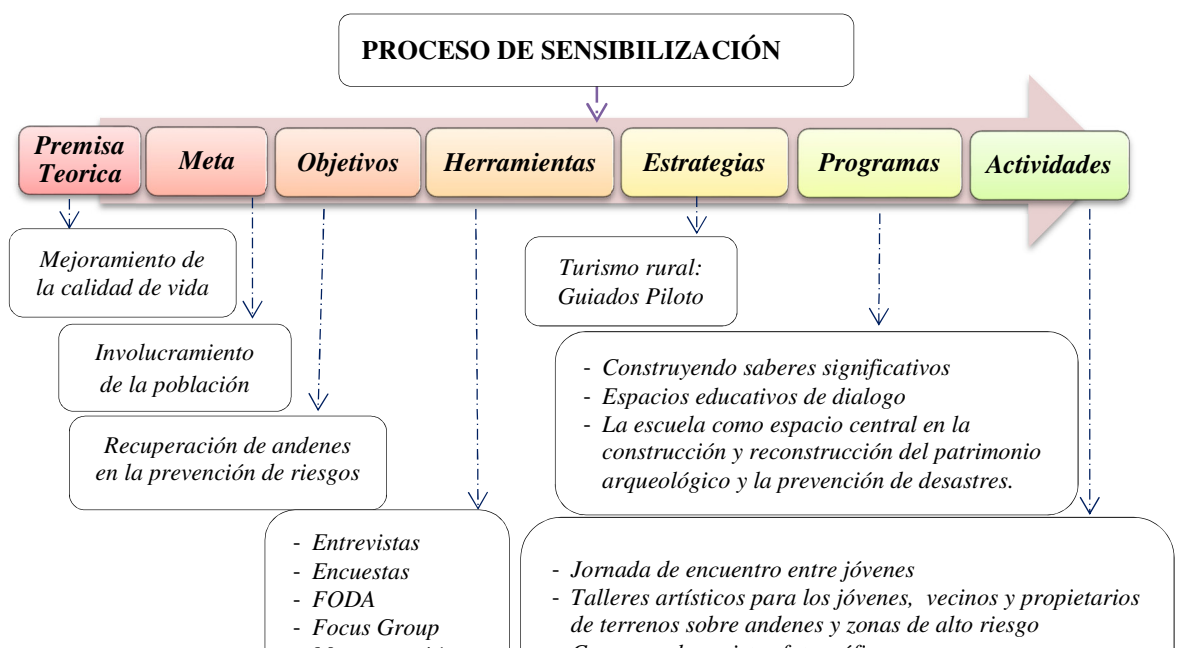 PROCESO DE SENSIBILIZACIÓN
Premisa
Teorica
Meta
Objetivos
Herramientas
Estrategias
Programas
Actividades
Mejoramiento de
la calidad de vida
Involucramiento
de la población
Recuperación de andenes
en la prevención de riesgos
- Entrevistas
- Encuestas
- FODA
- Focus Group
Turismo rural:
Guiados Piloto
- Construyendo saberes significativos
- Espacios educativos de dialogo
- La escuela como espacio central en la
construcción y reconstrucción del patrimonio
arqueológico y la prevención de desastres.
- Jornada de encuentro entre jóvenes
- Talleres artísticos para los jóvenes, vecinos y propietarios
de terrenos sobre andenes y zonas de alto riesgo